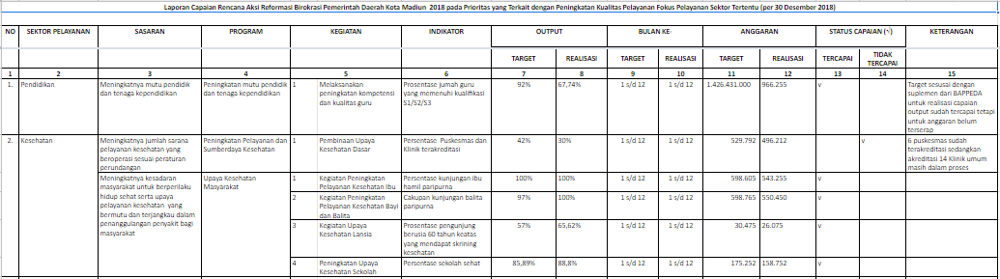 Laporan Capaian Rencana Aksi Reformasi Birokrasi Pemerintah Daerah Kota Madiun 2018 pada Prioritas yang Terkait dengan Peningkatan Kualitas Pelayanan Fokus Pelayanan Sektor Tertentu (per 30 Desember 2018)
NO SEKTOR PELAYANAN SASARAN PROGRAM KEGIATAN INDIKATOR OUTPUT BULAN KE- ANGGARAN STATUS CAPAIAN (√) KETERANGAN
TARGET REALISASI TARGET REALISASI TARGET REALISASI TERCAPAI TIDAK
TERCAPAI
1 2 3 4 5 6 7 8 9 10 11 12 13 14 15
1. Pendidikan Meningkatnya mutu pendidik Peningkatan mutu pendidik 1 Melaksanakan Prosentase jumah guru 92% 67,74% 1 s/d 12 1 s/d 12 1.426.431.000 966.255 v Target sesusai dengan
dan tenaga kependidikan dan tenaga kependidikan peningkatan kompetensi yang memenuhi kualifikasi suplemen dari BAPPEDA
dan kualitas guru S1/S2/S3 untuk realisasi capaian
output sudah tercapai tetapi
untuk anggaran belum
terserap
2. Kesehatan Meningkatnya jumlah sarana Peningkatan Pelayanan dan 1 Pembinaan Upaya Persentase Puskesmas dan 42% 30% 1 s/d 12 1 s/d 12 529.792 496.212 v 6 puskesmas sudah
pelayanan kesehatan yang Sumberdaya Kesehatan Kesehatan Dasar Klinik terakreditasi terakreditasi sedangkan
beroperasi sesuai peraturan akreditasi 14 Klinik umum
perundangan masih dalam proses
Meningkatnya kesadaran Upaya Kesehatan 1 Kegiatan Peningkatan Persentase kunjungan ibu 100% 100% 1 s/d 12 1 s/d 12 598.605 543.255 v
masyarakat untuk berperilaku Masyarakat Pelayanan Kesehatan Ibu hamil paripurna
hidup sehat serta upaya 2 Kegiatan Peningkatan Cakupan kunjungan balita 97% 100% 1 s/d 12 1 s/d 12 598.765 550.450 v
pelayanan kesehatan yang Pelayanan Kesehatan Bayi paripurna
bermutu dan terjangkau dalam dan Balita
penanggulangan penyakit bagi 3 Kegiatan Upaya Prosentase pengunjung 57% 65,62% 1 s/d 12 1 s/d 12 30.475 26.075 v
masyarakat Kesehatan Lansia berusia 60 tahun keatas
yang mendapat skrining
kesehatan
4 Peningkatan Upaya Persentase sekolah sehat 85,89% 88,8% 1 s/d 12 1 s/d 12 175.252 158.752 v
Kesehatan Sekolah